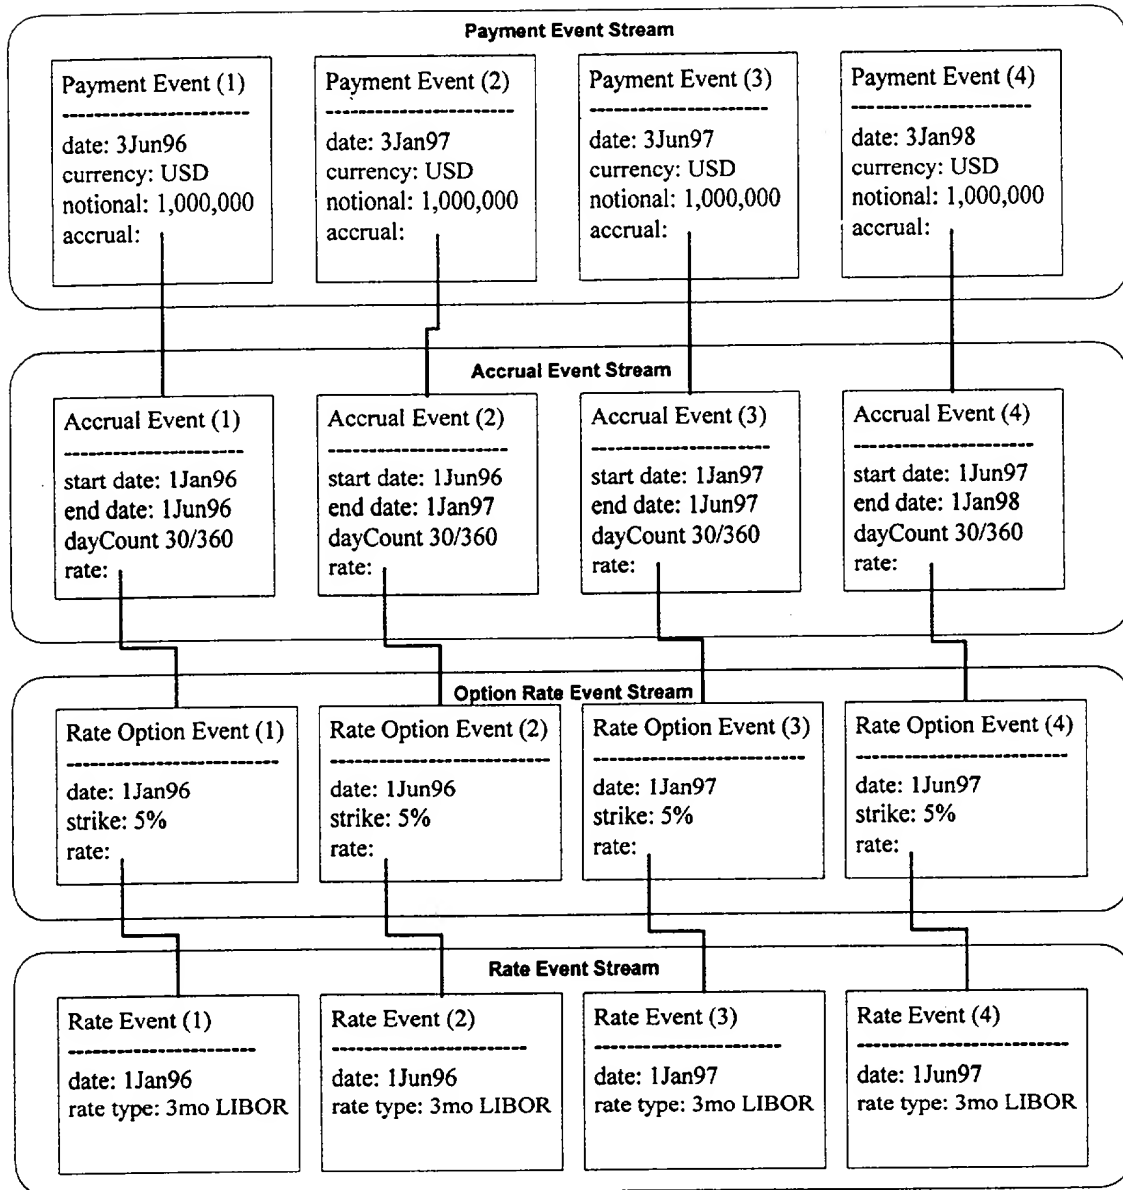 Payment Event Stream
Payment Event (1)
date: 3Jun96
currency: USD
notional: 1,000,000
accrual:
Payment Event (2)
date: 3Jan97
currency: USD
notional: 1,000,000
accrual:
Payment Event (3)
date: 3Jun97
currency: USD
notional: 1,000,000
accrual:
Payment Event (4)
date: 3Jan98
currency: USD
notional: 1,000,000
accrual:
Accrual Event Stream
Accrual Event (1)
start date: 1Jan96
end date: 1Jun96
dayCount 30/360
rate:
Accrual Event (2)
start date: 1Jun96
end date: 1Jan97
dayCount 30/360
rate:
Accrual Event (3)
start date: 1Jan97
end date: 1Jun97
dayCount 30/360
rate:
Accrual Event (4)
start date: 1Jun97
end date: 1Jan98
dayCount 30/360
rate:
Option Rate Event Stream
Rate Option Event (1)
date: 1Jan96
strike: 5%
rate:
Rate Option Event (2)
date: 1Jun96
strike: 5%
rate:
Rate Option Event (3)
date: 1Jan97
strike: 5%
rate:
Rate Option Event (4)
date: 1Jun97
strike: 5%
rate:
Rate Event Stream
Rate Event (1)
date: 1Jan96
rate type: 3mo LIBOR
Rate Event (2)
date: 1Jun96
rate type: 3mo LIBOR
Rate Event (3)
date: 1Jan97
rate type: 3mo LIBOR
Rate Event (4)
date: 1Jun97
rate type: 3mo LIBOR